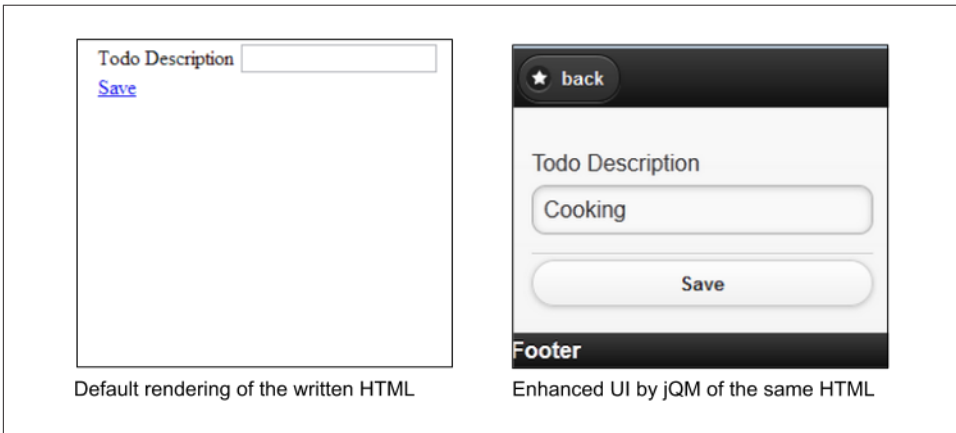 Todo Description
Save
Default rendering of the written HTML
back
Todo Description
Cooking
Save
Footer
Enhanced UI by jQM of the same HTML